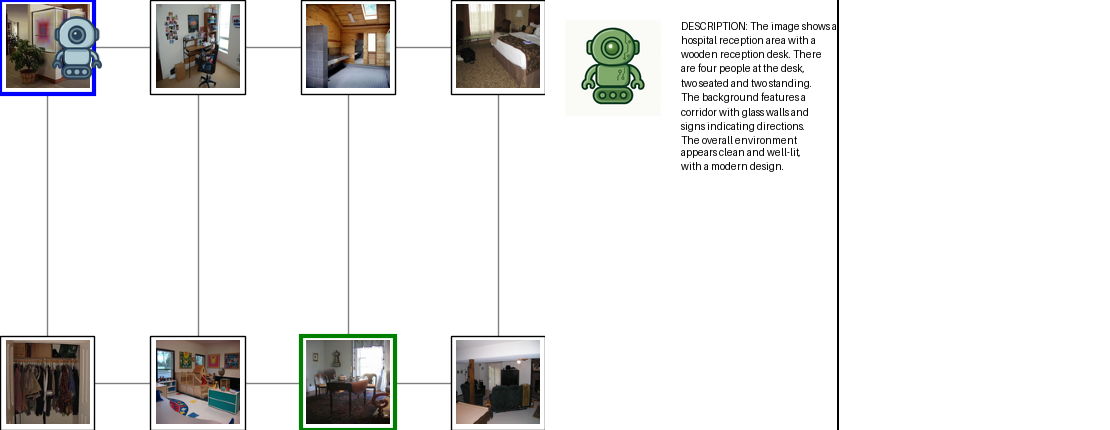 DESCRIPTION: The image shows a
hospital reception area with a
wooden reception desk. There
are four people at the desk,
two seated and two standing.
The background features a
corridor with glass walls and
signs indicating directions.
The overall environment
appears clean and well-lit,
with a modern design.